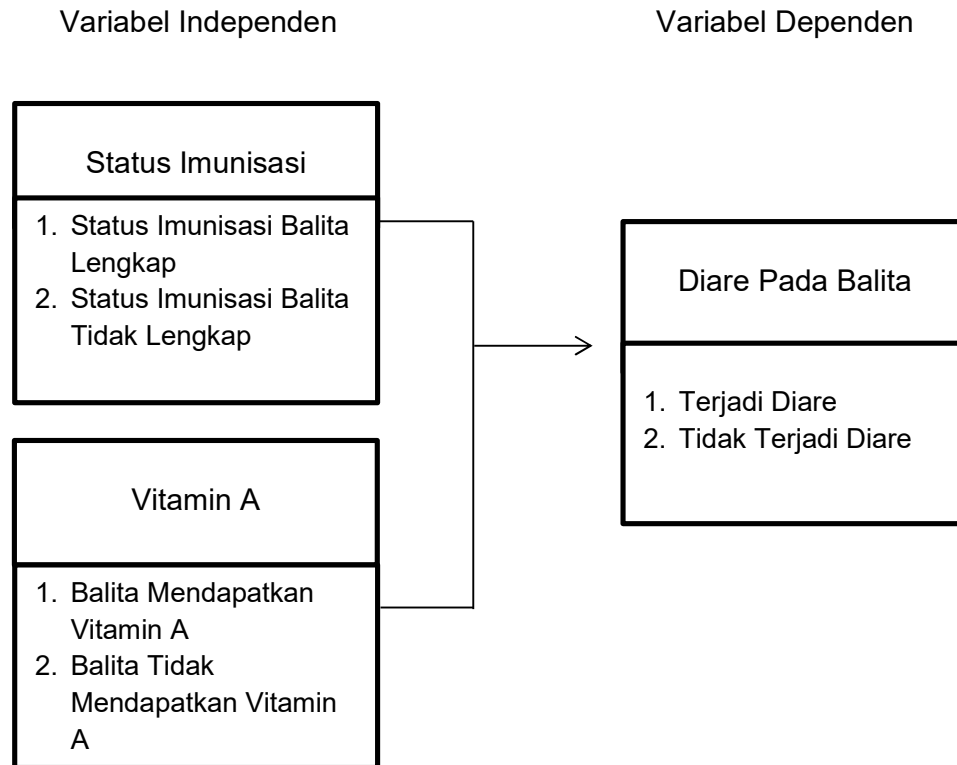 Variabel Independen
Variabel Dependen
Status Imunisasi
1. Status Imunisasi Balita
Lengkap
2. Status Imunisasi Balita
Tidak Lengkap
Vitamin A
1. Balita Mendapatkan
Vitamin A
2. Balita Tidak
Mendapatkan Vitamin
A
Diare Pada Balita
1. Terjadi Diare
2. Tidak Terjadi Diare